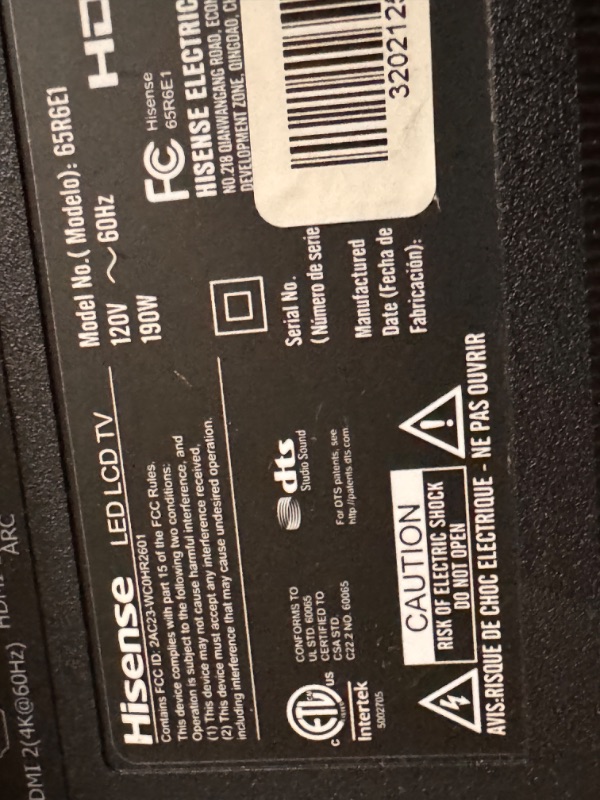 HDMI 2(4K@60Hz)
ARC
Hisense LED LCD TV
Contains FCC ID: 2AC23-WC0HR2601
This device complies with part 15 of the FCC Rules.
Operation is subject to the following two conditions:
(1) This device may not cause harmful interference, and
(2) This device must accept any interference received,
including interference that may cause undesired operation.
Model No.( Modelo): 65R6E1
120V ~ 60Hz
190W
FC Hisense
65R6E1
HISENSE ELECTRIC
NO.218 QIANWANGANG ROAD, ECON
DEVELOPMENT ZONE, QINGDAO, CH
c ETL us
Intertek
5002705
CONFORMS TO
UL STD. 60065
CERTIFIED TO
CSA STD.
C22.2 NO. 60065
dts
Studio Sound
For DTS patents, see
http://patents.dts.com.
Serial No.
(Número de serie
Manufactured
Date (Fecha de
Fabricación):
3202125
CAUTION
RISK OF ELECTRIC SHOCK
DO NOT OPEN
AVIS:RISQUE DE CHOC ELECTRIQUE - NE PAS OUVRIR